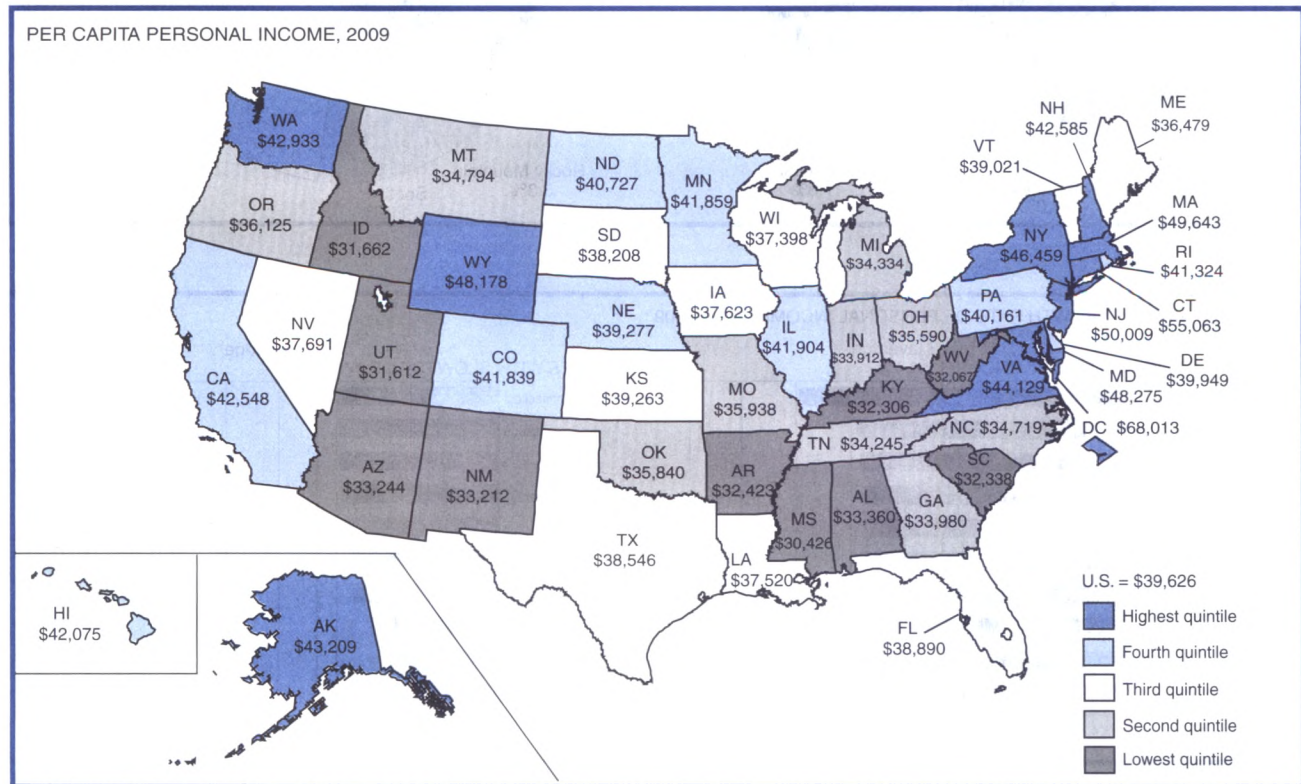 PER CAPITA PERSONAL INCOME, 2009
WA
$42,933
OR
$36,125
CA
$42,548
NV
$37,691
ID
$31,662
MT
$34,794
WY
$48,178
UT
$31,612
AZ
$33,244
CO
$41,839
NM
$33,212
ND
$40,727
SD
$38,208
NE
$39,277
KS
$39,263
OK
$35,840
TX
$38,546
MN
$41,859
IA
$37,623
MO
$35,938
AR
$32,423
LA
$37,520
WI
$37,398
IL
$41,904
MI
$34,334
IN
$33,912
OH
$35,590
KY
$32,306
TN $34,245
MS
$30,426
AL
$33,360
GA
$33,980
FL
$38,890
SC
$32,338
NC $34,719
WV
$32,067
VA
$44,129
PA
$40,161
NY
$46,459
VT
$39,021
NH
$42,585
ME
$36,479
MA
$49,643
RI
$41,324
CT
$55,063
NJ
$50,009
DE
$39,949
MD
$48,275
DC $68,013
HI
$42,075
AK
$43,209
U.S. = $39,626
Highest quintile
Fourth quintile
Third quintile
Second quintile
Lowest quintile